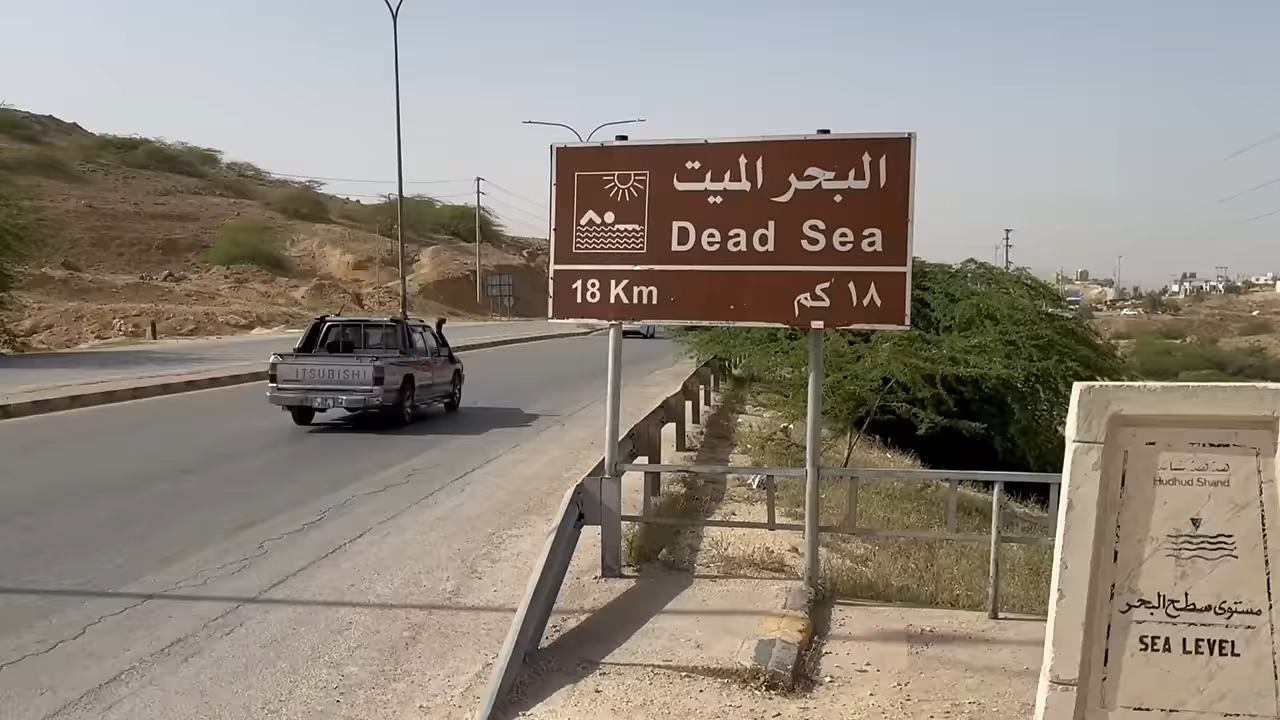 البحر الميت
Dead Sea
18 Km
١٨ كم
ITSUBISHI
Hudhud Shand
مستوى سطح البحر
SEA LEVEL